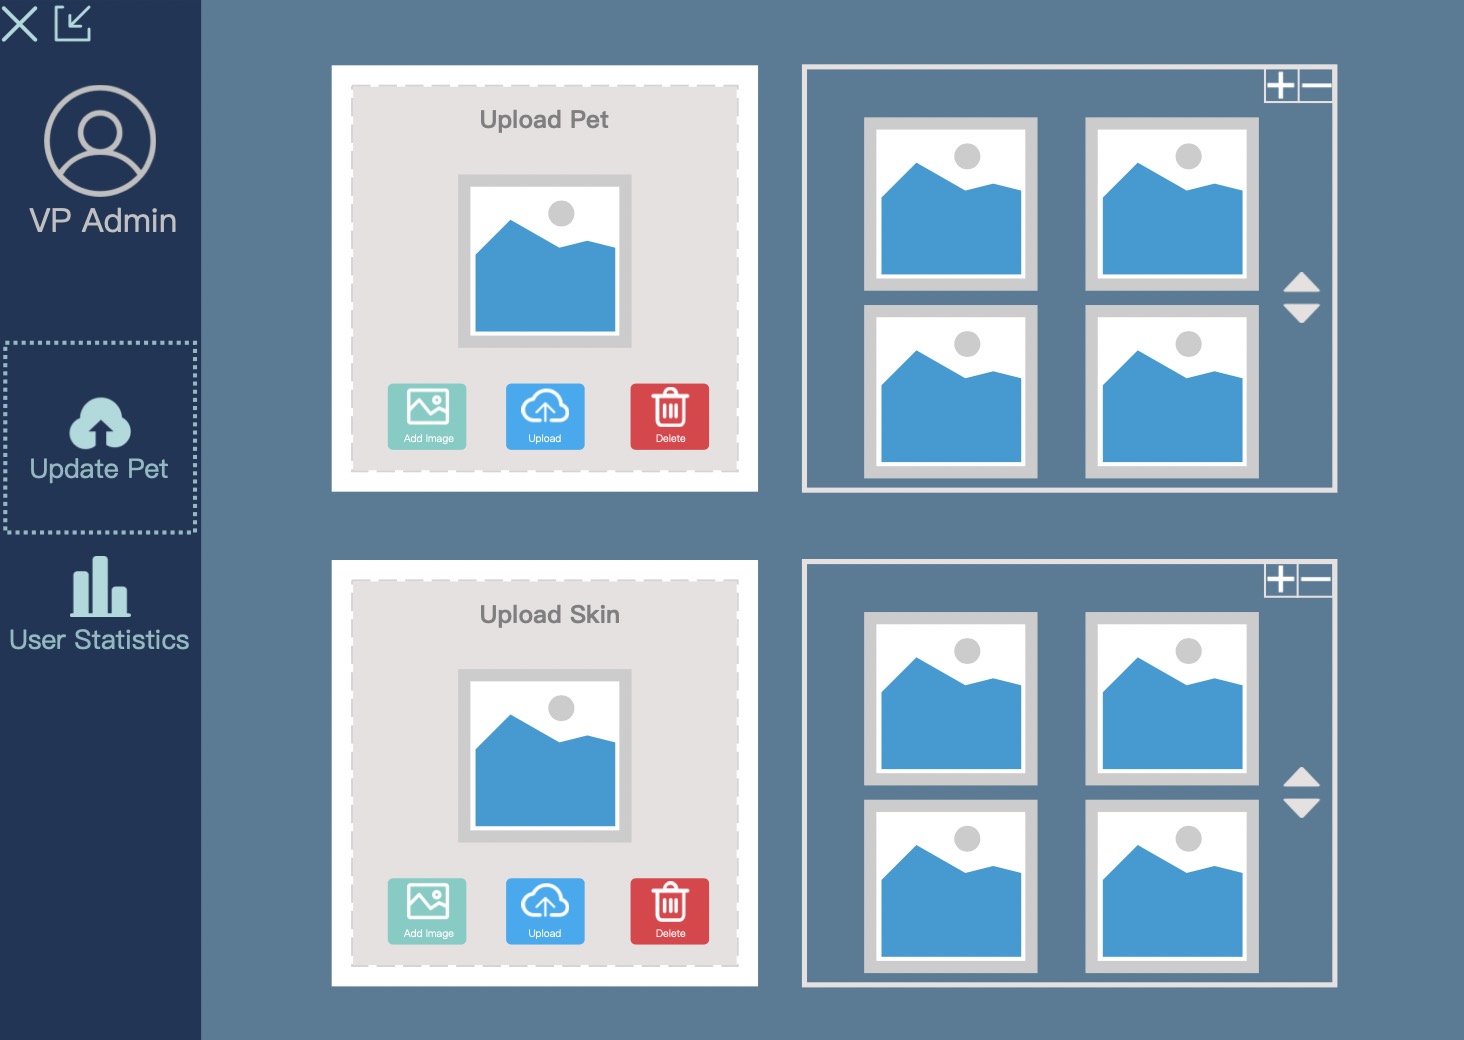 VP Admin
Update Pet
User Statistics
Upload Pet
Add Image
Upload
Delete
Upload Skin
Add Image
Upload
Delete